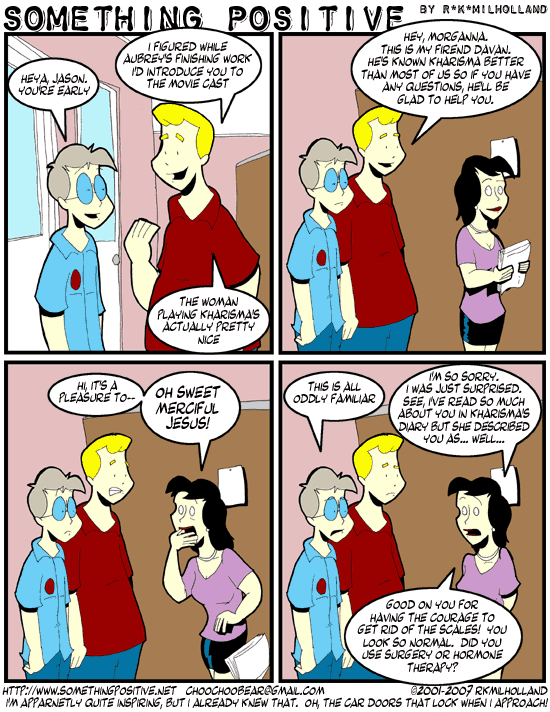 SOMETHING POSITIVE BY R*K*MILHOLLAND
HEYA, JASON.
YOU'RE EARLY
I FIGURED WHILE
AUBREY'S FINISHING WORK
I'D INTRODUCE YOU TO
THE MOVIE CAST
THE WOMAN
PLAYING KHARISMA'S
ACTUALLY PRETTY
NICE
HEY, MORGANNA.
THIS IS MY FIREND DAVAN.
HE'S KNOWN KHARISMA BETTER
THAN MOST OF US SO IF YOU HAVE
ANY QUESTIONS, HE'LL BE
GLAD TO HELP YOU.
HI, IT'S A
PLEASURE TO--
OH SWEET
MERCIFUL
JESUS!
THIS IS ALL
ODDLY FAMILIAR
I'M SO SORRY.
I WAS JUST SURPRISED.
SEE, I'VE READ SO MUCH
ABOUT YOU IN KHARISMA'S
DIARY BUT SHE DESCRIBED
YOU AS... WELL...
GOOD ON YOU FOR
HAVING THE COURAGE TO
GET RID OF THE SCALES! YOU
LOOK SO NORMAL. DID YOU
USE SURGERY OR HORMONE
THERAPY?
HTTP://WWW.SOMETHINGPOSITIVE.NET CHOOCHOOBEAR@GMAIL.COM ©2001-2007 RKMILHOLLAND
I'M APPARNETLY QUITE INSPIRING, BUT I ALREADY KNEW THAT. OH, THE CAR DOORS THAT LOCK WHEN I APPROACH!